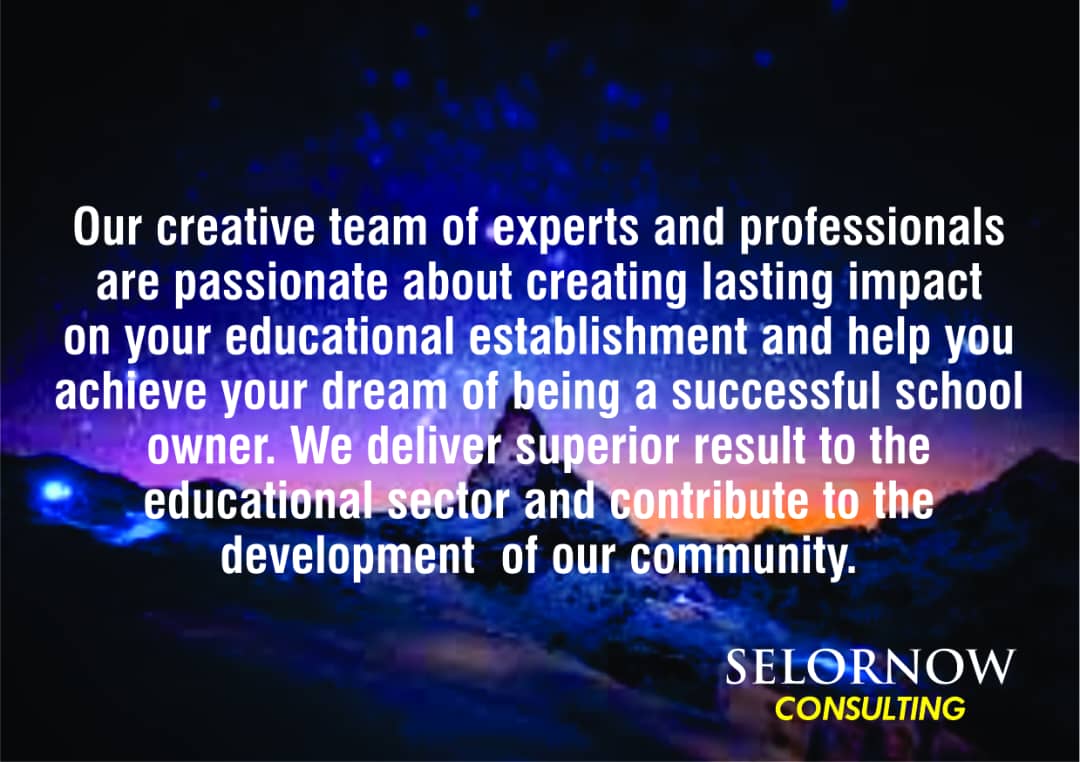 Our creative team of experts and professionals
are passionate about creating lasting impact
on your educational establishment and help you
achieve your dream of being a successful school
owner. We deliver superior result to the
educational sector and contribute to the
development  of our community.
SELORNOW
CONSULTING